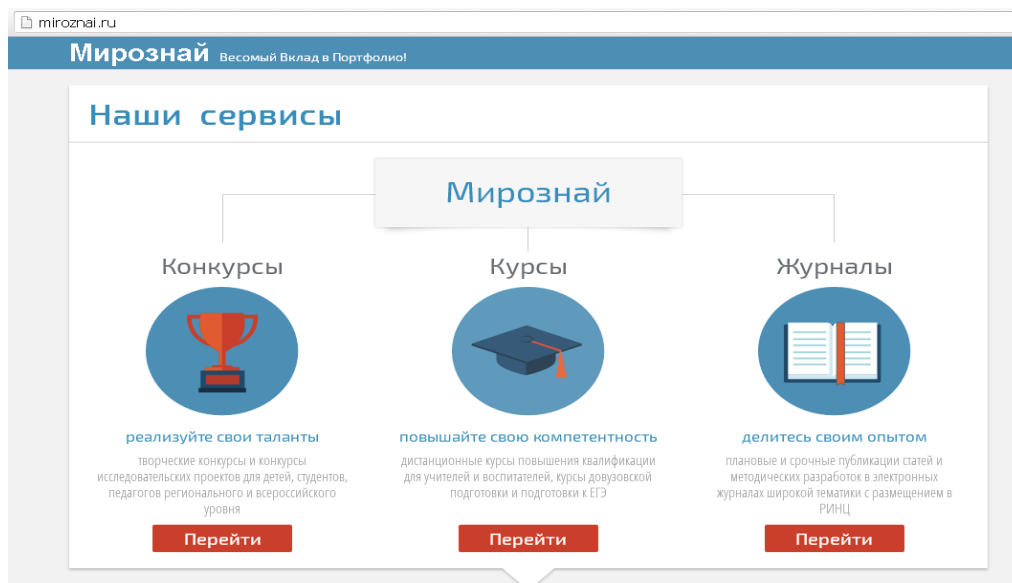 miroznai.ru
Мирознай Весомый Вклад в Портфолио!
Наши сервисы
Мирознай
Конкурсы
Курсы
Журналы
реализуйте свои таланты
творческие конкурсы и конкурсы
исследовательских проектов для детей, студентов,
педагогов регионального и всероссийского
уровня
Перейти
повышайте свою компетентность
дистанционные курсы повышения квалификации
для учителей и воспитателей, курсы довузовской
подготовки и подготовки к ЕГЭ
Перейти
делитесь своим опытом
плановые и срочные публикации статей и
методических разработок в электронных
журналах широкой тематики с размещением в
РИНЦ
Перейти